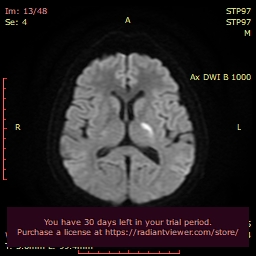 Im: 13/48
Se: 4
A
STP97
STP97
M
Ax DWI B 1000
R
L
You have 30 days left in your trial period.
Purchase a license at https://radiantviewer.com/store/